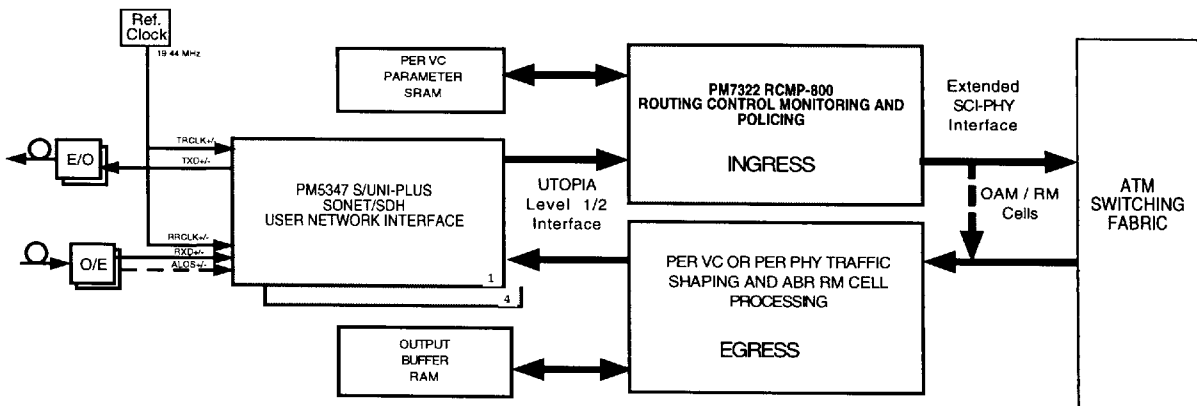 Ref.
Clock
19.44 MHz
PER VC
PARAMETER
SRAM
PM7322 RCMP-800
ROUTING CONTROL MONITORING AND
POLICING
INGRESS
Extended
SCI-PHY
Interface
E/O
TRCLK+/-
TXD+/-
PM5347 S/UNI-PLUS
SONET/SDH
USER NETWORK INTERFACE
UTOPIA
Level 1/2
Interface
OAM / RM
Cells
ATM
SWITCHING
FABRIC
O/E
RRCLK+/-
RXD+/-
ALOS+/-
1
4
PER VC OR PER PHY TRAFFIC
SHAPING AND ABR RM CELL
PROCESSING
EGRESS
OUTPUT
BUFFER
RAM